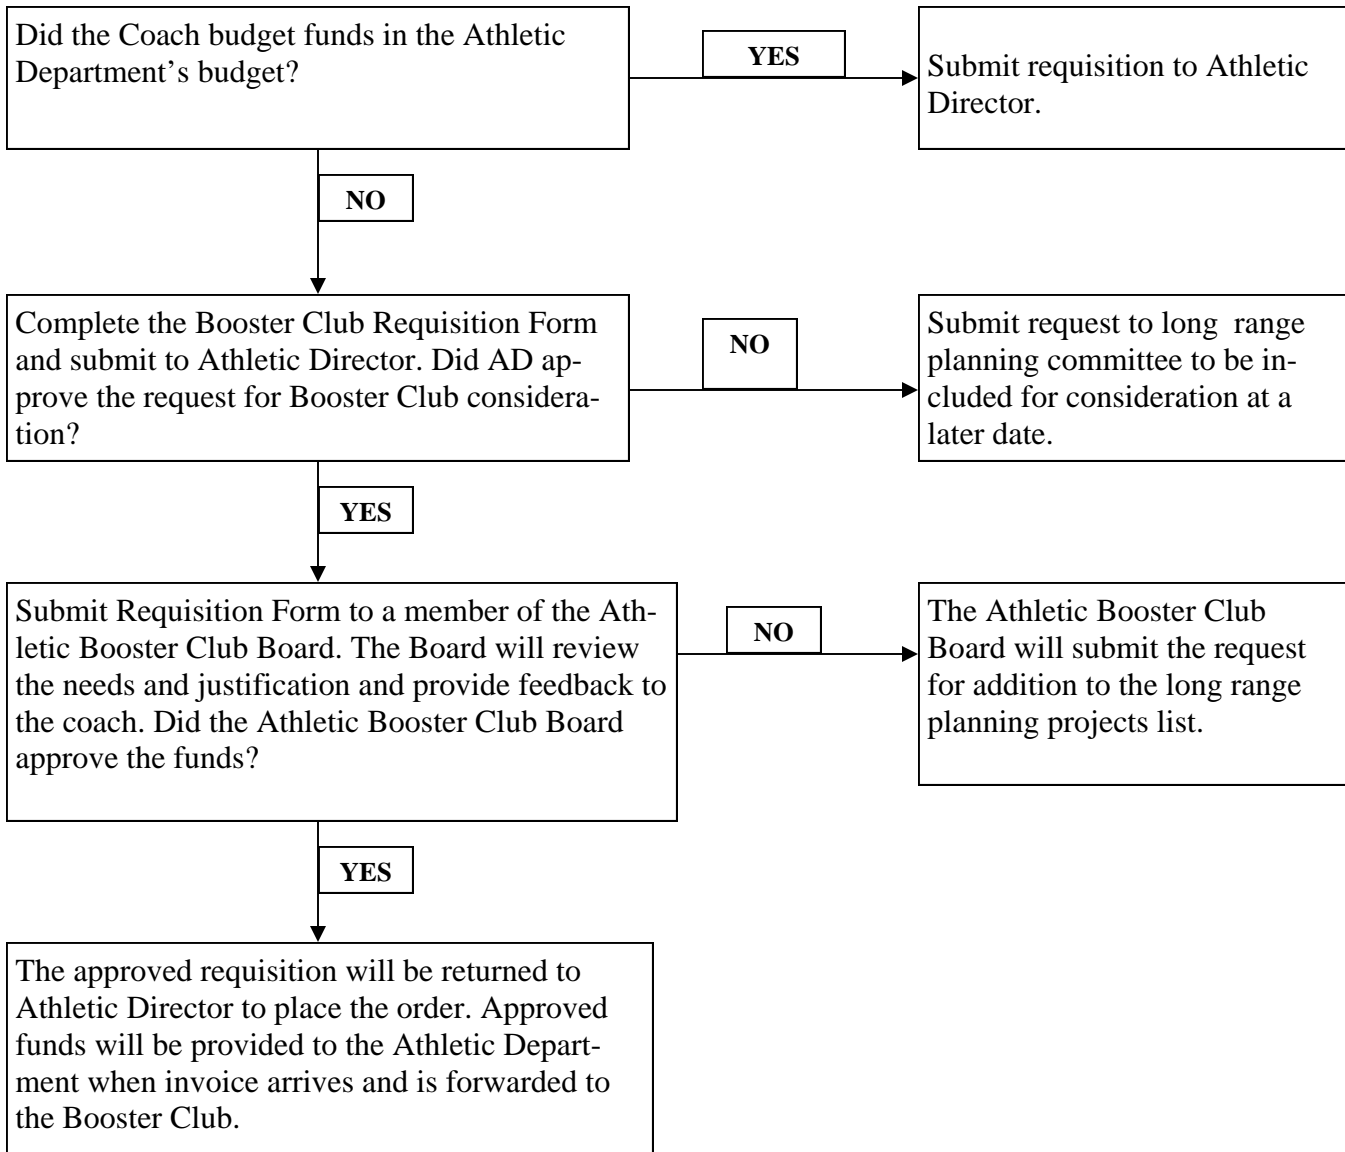 Did the Coach budget funds in the Athletic
Department’s budget?
YES
Submit requisition to Athletic
Director.
NO
Complete the Booster Club Requisition Form
and submit to Athletic Director. Did AD ap-
prove the request for Booster Club considera-
tion?
NO
Submit request to long  range
planning committee to be in-
cluded for consideration at a
later date.
YES
Submit Requisition Form to a member of the Ath-
letic Booster Club Board. The Board will review
the needs and justification and provide feedback to
the coach. Did the Athletic Booster Club Board
approve the funds?
NO
The Athletic Booster Club
Board will submit the request
for addition to the long range
planning projects list.
YES
The approved requisition will be returned to
Athletic Director to place the order. Approved
funds will be provided to the Athletic Depart-
ment when invoice arrives and is forwarded to
the Booster Club.